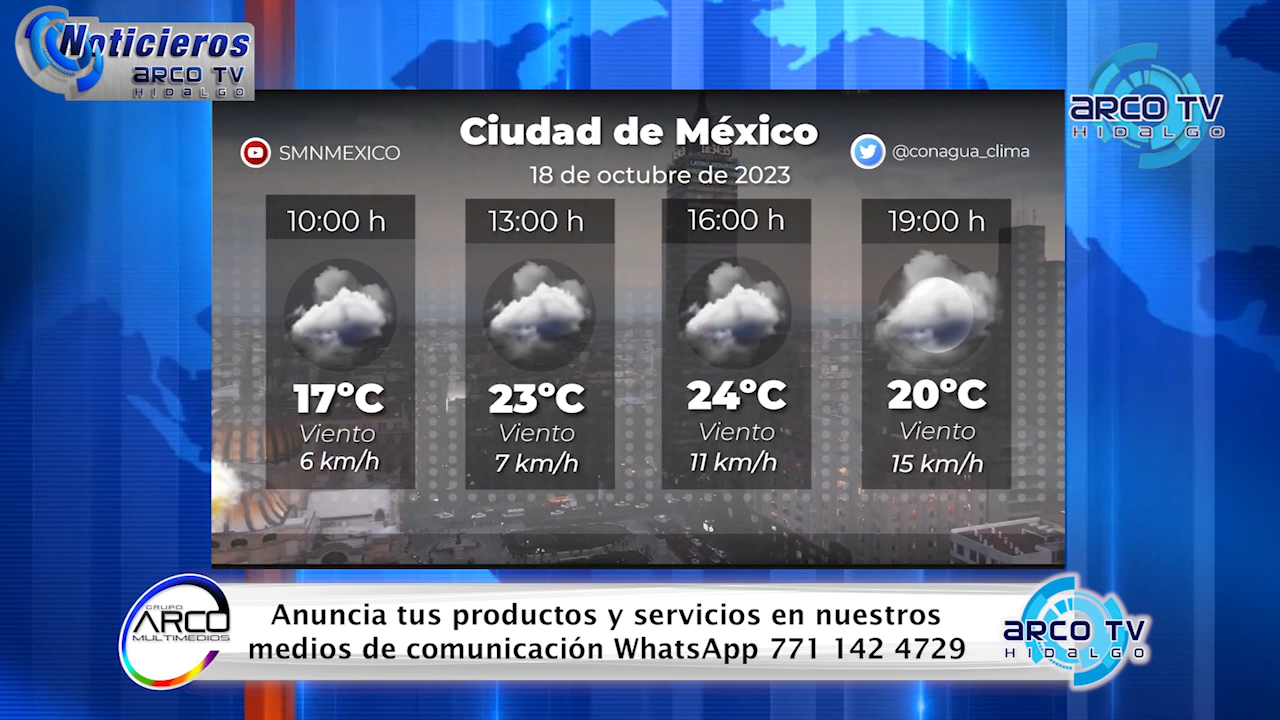 Noticieros
ARCO TV
HIDALGO
ARCO TV
HIDALGO
Ciudad de México
SMNMEXICO
@conagua_clima
18 de octubre de 2023
10:00 h
13:00 h
16:00 h
19:00 h
17°C
23°C
24°C
20°C
Viento
Viento
Viento
Viento
6 km/h
7 km/h
11 km/h
15 km/h
GRUPO
ARCO
MULTIMEDIOS
Anuncia tus productos y servicios en nuestros
medios de comunicación WhatsApp 771 142 4729
ARCO TV
HIDALGO